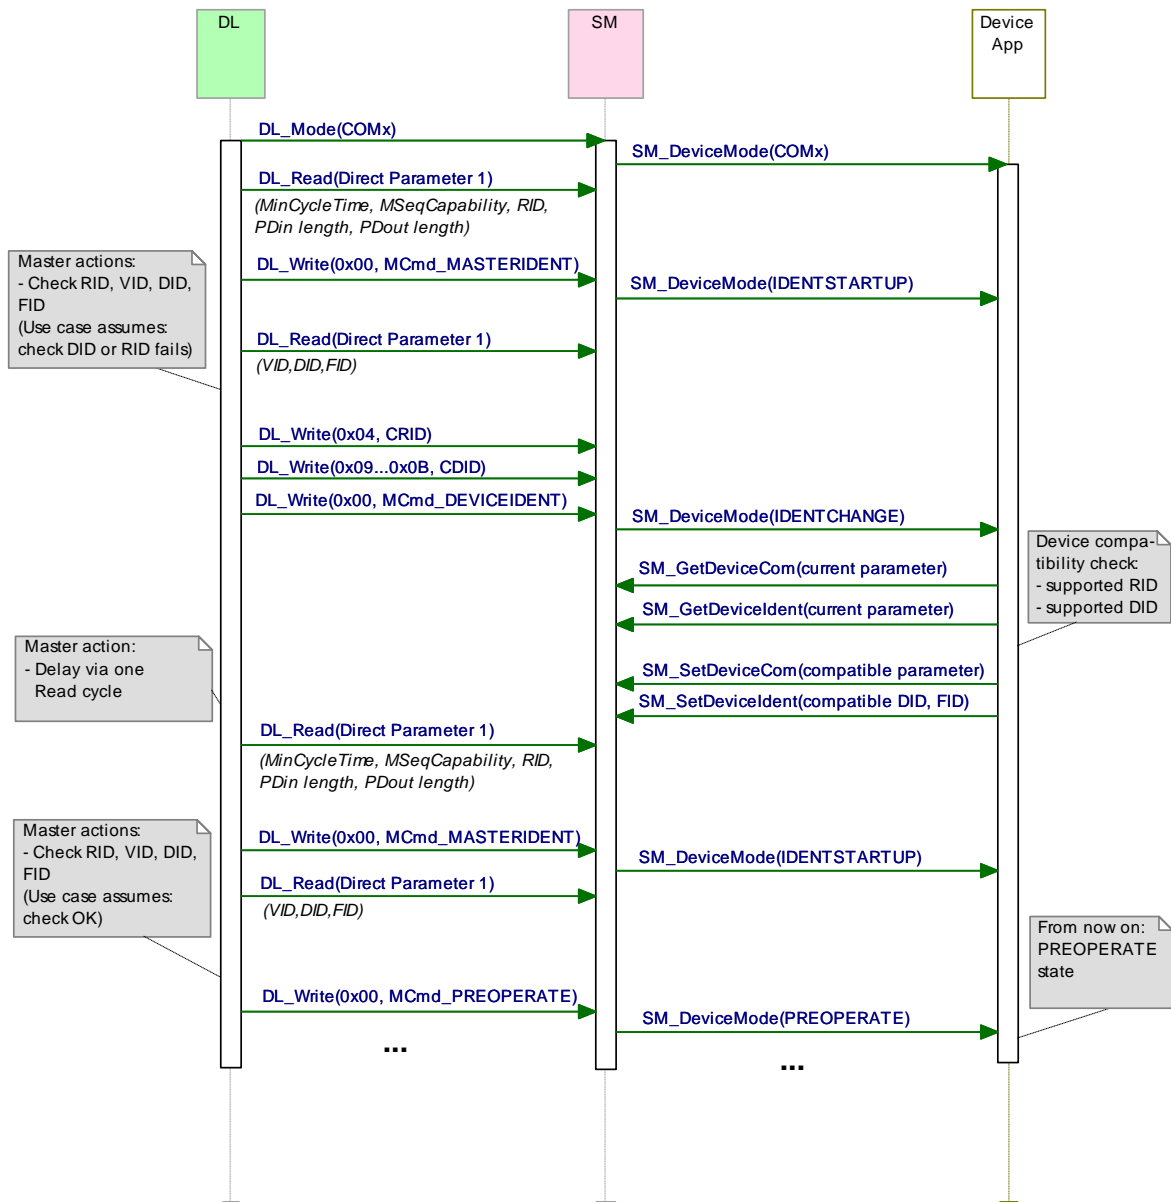 DL
SM
Device
App
DL_Mode(COMx)
SM_DeviceMode(COMx)
DL_Read(Direct Parameter 1)
(MinCycleTime, MSeqCapability, RID,
PDin length, PDout length)
Master actions:
- Check RID, VID, DID,
FID
(Use case assumes:
check DID or RID fails)
DL_Write(0x00, MCmd_MASTERIDENT)
SM_DeviceMode(IDENTSTARTUP)
DL_Read(Direct Parameter 1)
(VID,DID,FID)
DL_Write(0x04, CRID)
DL_Write(0x09...0x0B, CDID)
DL_Write(0x00, MCmd_DEVICEIDENT)
SM_DeviceMode(IDENTCHANGE)
Device compa-
tibility check:
- supported RID
- supported DID
SM_GetDeviceCom(current parameter)
SM_GetDeviceIdent(current parameter)
Master action:
- Delay via one
Read cycle
SM_SetDeviceCom(compatible parameter)
SM_SetDeviceIdent(compatible DID, FID)
DL_Read(Direct Parameter 1)
(MinCycleTime, MSeqCapability, RID,
PDin length, PDout length)
Master actions:
- Check RID, VID, DID,
FID
(Use case assumes:
check OK)
DL_Write(0x00, MCmd_MASTERIDENT)
SM_DeviceMode(IDENTSTARTUP)
DL_Read(Direct Parameter 1)
(VID,DID,FID)
From now on:
PREOPERATE
state
DL_Write(0x00, MCmd_PREOPERATE)
SM_DeviceMode(PREOPERATE)
...
...